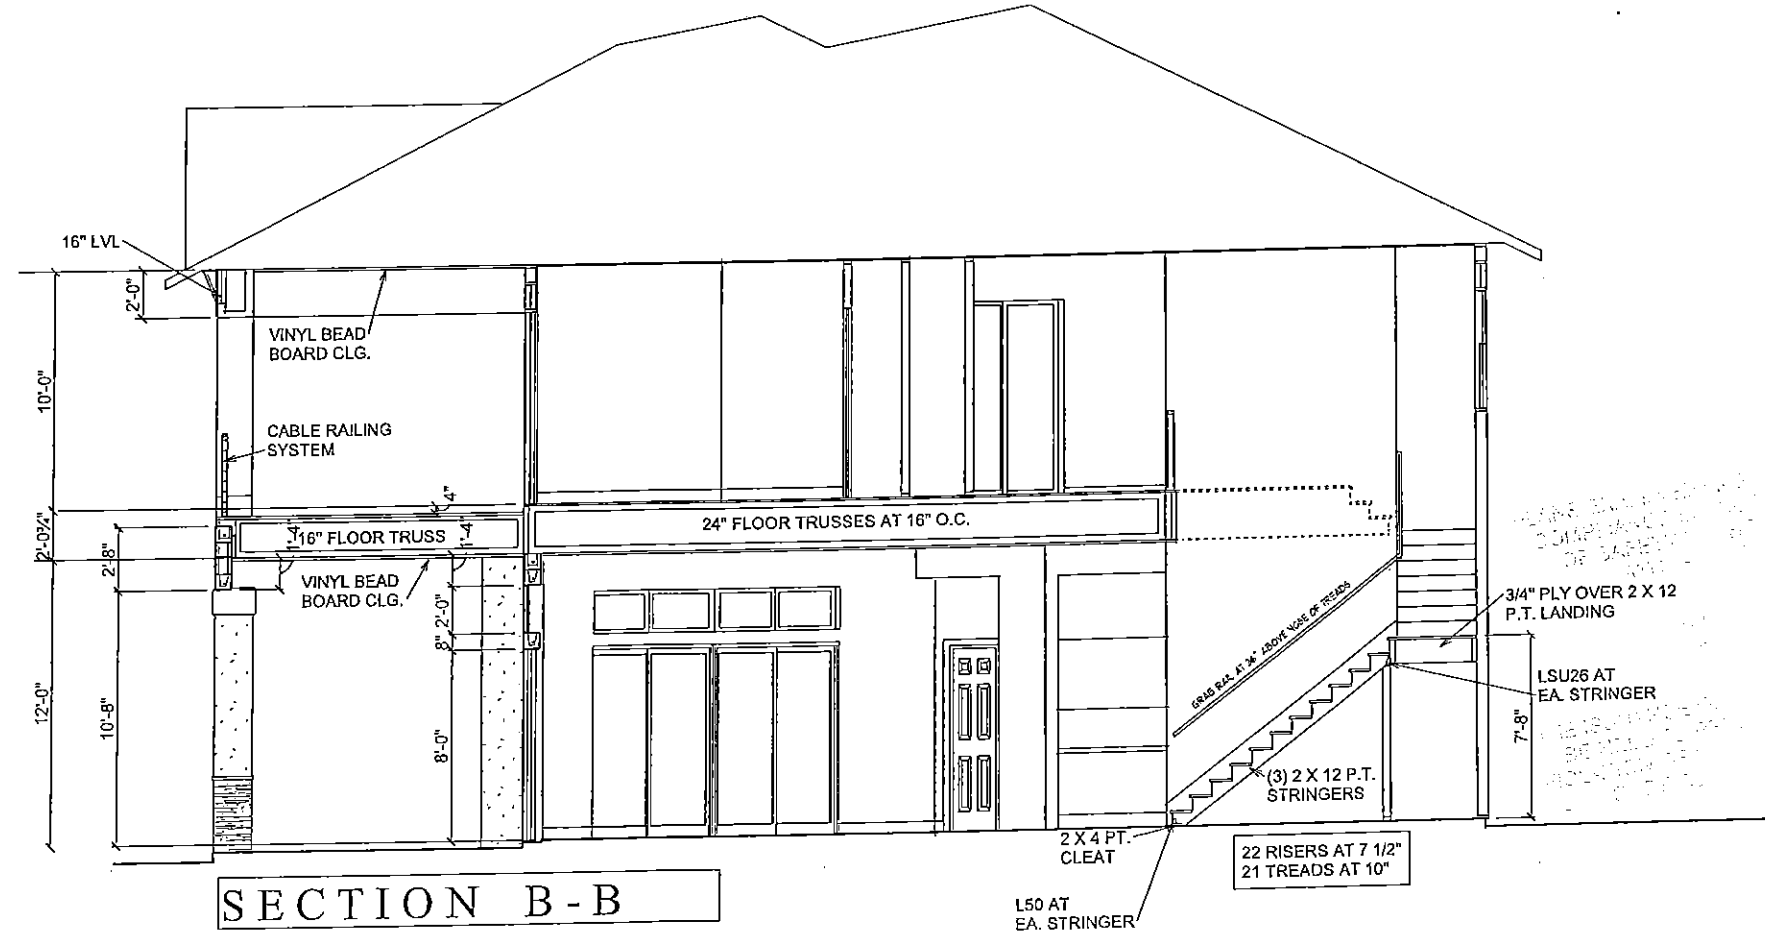 16" LVL
2'-0"
VINYL BEAD
BOARD CLG.
10'-0"
CABLE RAILING
SYSTEM
4"
2'-0¾"
2'-8"
1'-4"
16" FLOOR TRUSS
1'-4"
24" FLOOR TRUSSES AT 16" O.C.
VINYL BEAD
BOARD CLG.
2'-0"
8"
GRAB RAIL AT 36" ABOVE NOSE OF TREADS
3/4" PLY OVER 2 X 12
P.T. LANDING
LSU26 AT
EA. STRINGER
12'-0"
10'-8"
8'-0"
7'-8"
(3) 2 X 12 P.T.
STRINGERS
2 X 4 PT.
CLEAT
22 RISERS AT 7 1/2"
21 TREADS AT 10"
SECTION B-B
L50 AT
EA. STRINGER